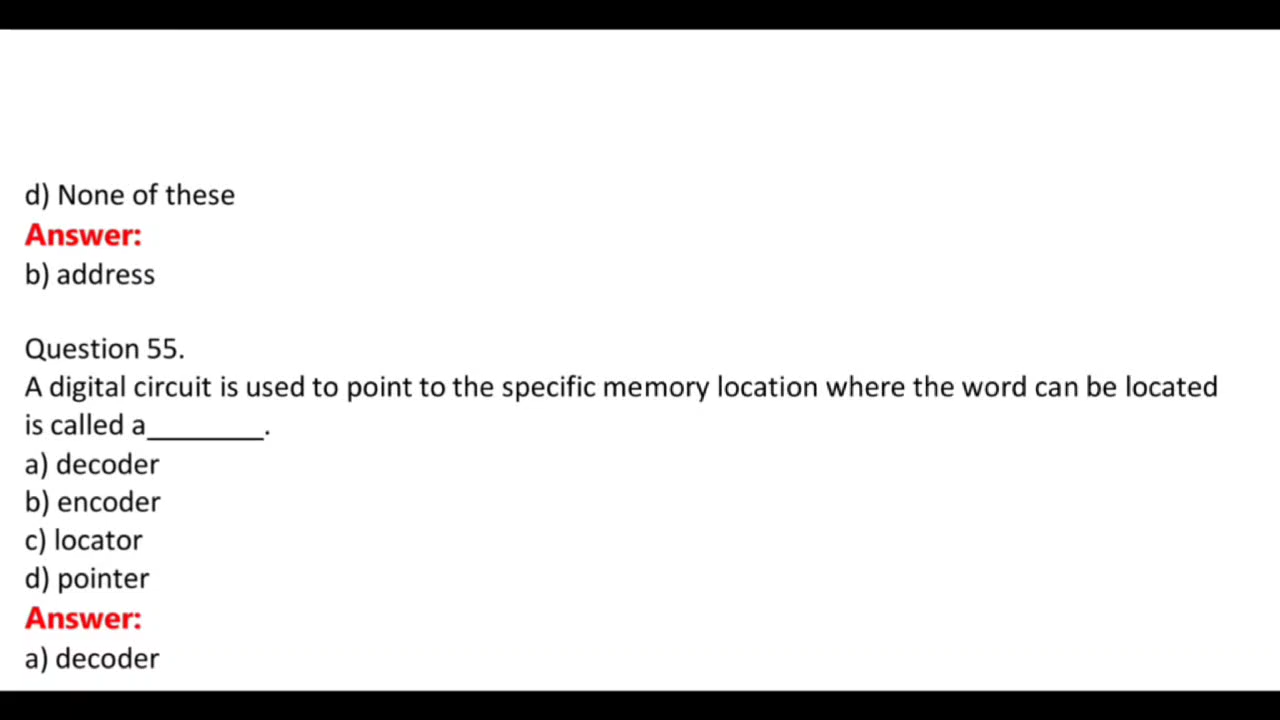 d) None of these
Answer:
b) address
Question 55.
A digital circuit is used to point to the specific memory location where the word can be located
is called a________.
a) decoder
b) encoder
c) locator
d) pointer
Answer:
a) decoder